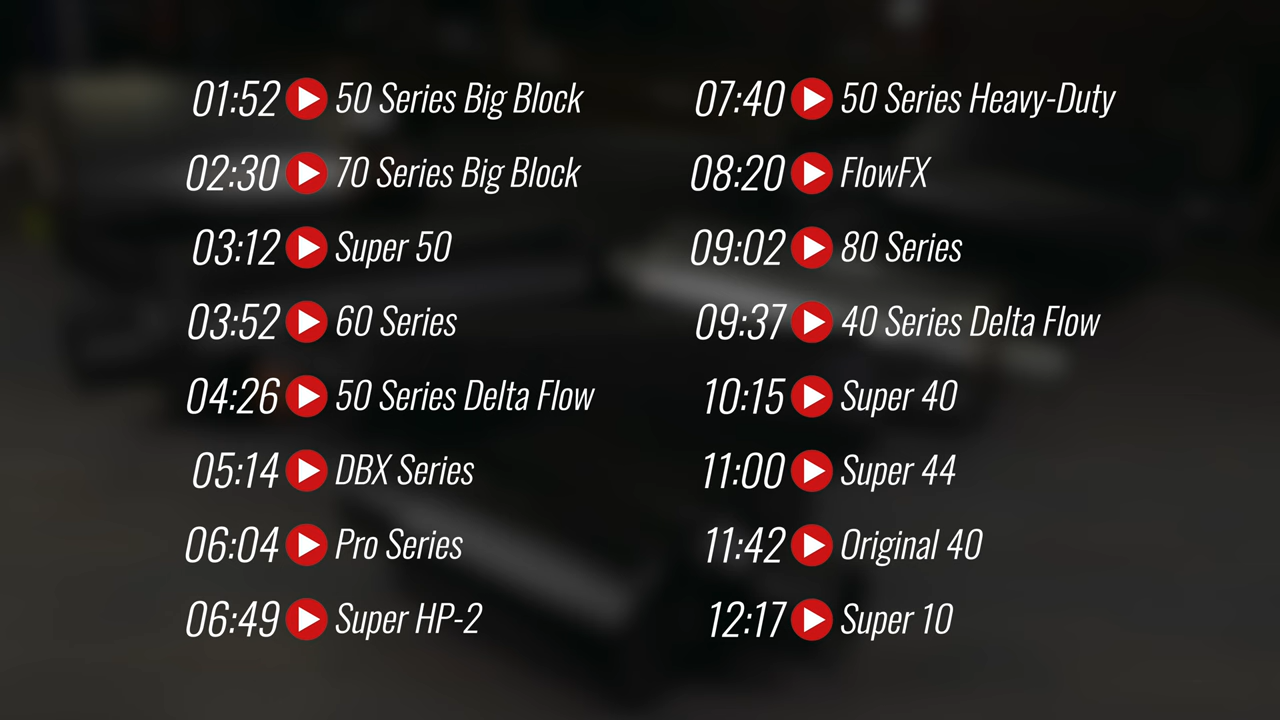 01:52 50 Series Big Block
02:30 70 Series Big Block
03:12 Super 50
03:52 60 Series
04:26 50 Series Delta Flow
05:14 DBX Series
06:04 Pro Series
06:49 Super HP-2
07:40 50 Series Heavy-Duty
08:20 FlowFX
09:02 80 Series
09:37 40 Series Delta Flow
10:15 Super 40
11:00 Super 44
11:42 Original 40
12:17 Super 10